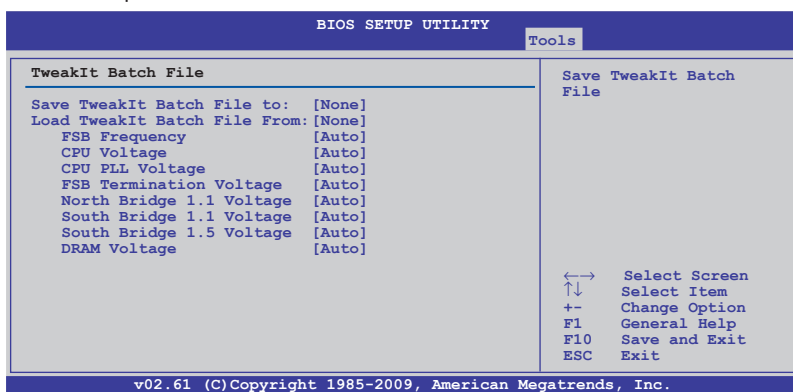 BIOS SETUP UTILITY
Tools
TweakIt Batch File
Save TweakIt Batch File to: [None]
Load TweakIt Batch File From: [None]
FSB Frequency [Auto]
CPU Voltage [Auto]
CPU PLL Voltage [Auto]
FSB Termination Voltage [Auto]
North Bridge 1.1 Voltage [Auto]
South Bridge 1.1 Voltage [Auto]
South Bridge 1.5 Voltage [Auto]
DRAM Voltage [Auto]
Save TweakIt Batch
File
←→ Select Screen
↑↓ Select Item
+- Change Option
F1 General Help
F10 Save and Exit
ESC Exit
v02.61 (C)Copyright 1985-2009, American Megatrends, Inc.